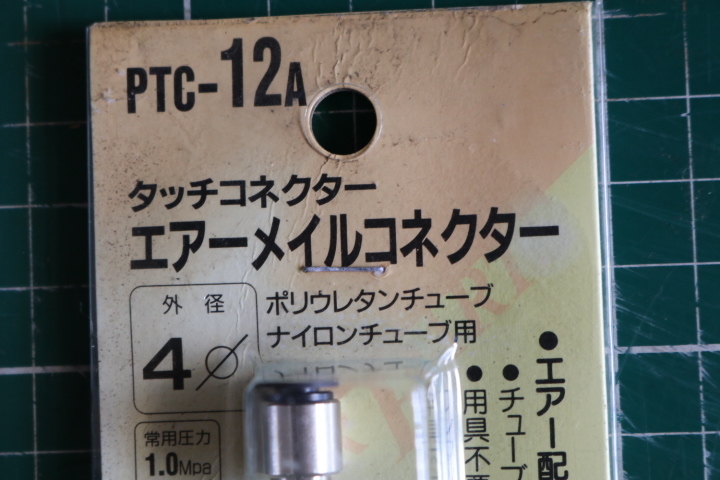 PTC-12A
タッチコネクター
エアーメイルコネクター
外径
4φ
ポリウレタンチューブ
ナイロンチューブ用
常用圧力
1.0Mpa
●エアー配
●チューブ
●用具不要